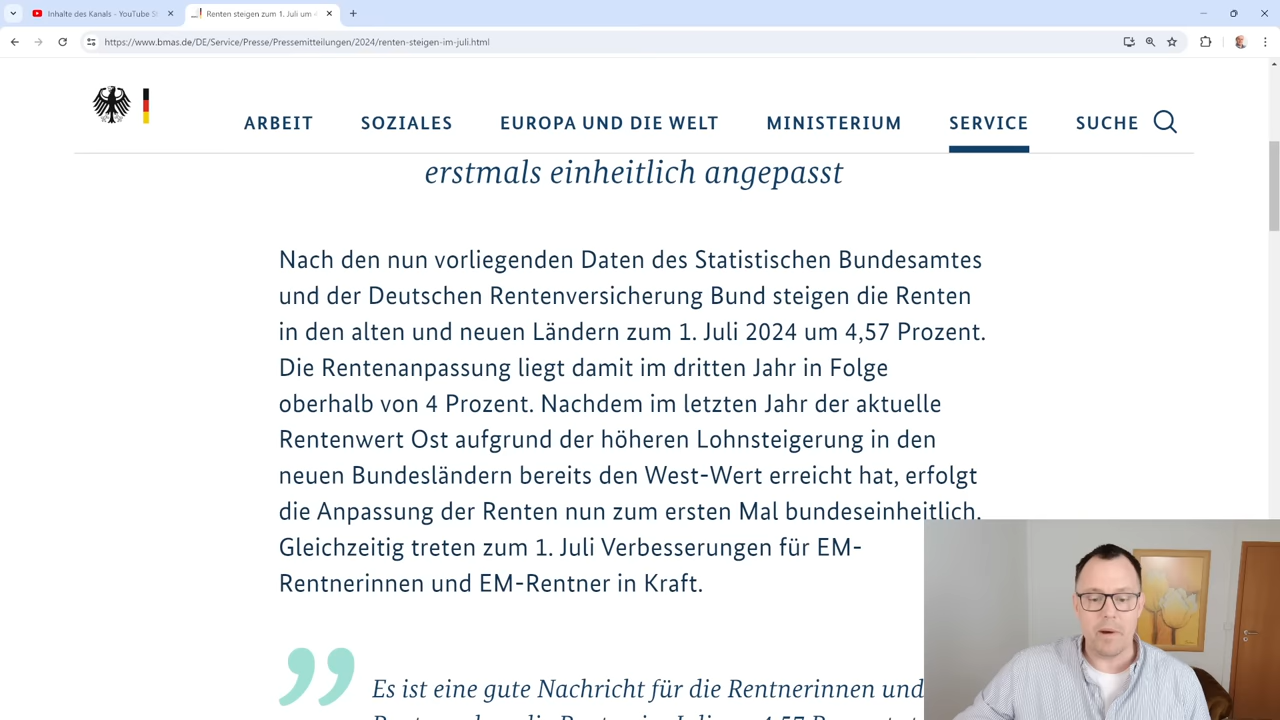 Inhalte des Kanals - YouTube St
Renten steigen zum 1. Juli um 4
https://www.bmas.de/DE/Service/Presse/Pressemitteilungen/2024/renten-steigen-im-juli.html
ARBEIT SOZIALES EUROPA UND DIE WELT MINISTERIUM SERVICE SUCHE
erstmals einheitlich angepasst
Nach den nun vorliegenden Daten des Statistischen Bundesamtes
und der Deutschen Rentenversicherung Bund steigen die Renten
in den alten und neuen Ländern zum 1. Juli 2024 um 4,57 Prozent.
Die Rentenanpassung liegt damit im dritten Jahr in Folge
oberhalb von 4 Prozent. Nachdem im letzten Jahr der aktuelle
Rentenwert Ost aufgrund der höheren Lohnsteigerung in den
neuen Bundesländern bereits den West-Wert erreicht hat, erfolgt
die Anpassung der Renten nun zum ersten Mal bundeseinheitlich.
Gleichzeitig treten zum 1. Juli Verbesserungen für EM-
Rentnerinnen und EM-Rentner in Kraft.
Es ist eine gute Nachricht für die Rentnerinnen und